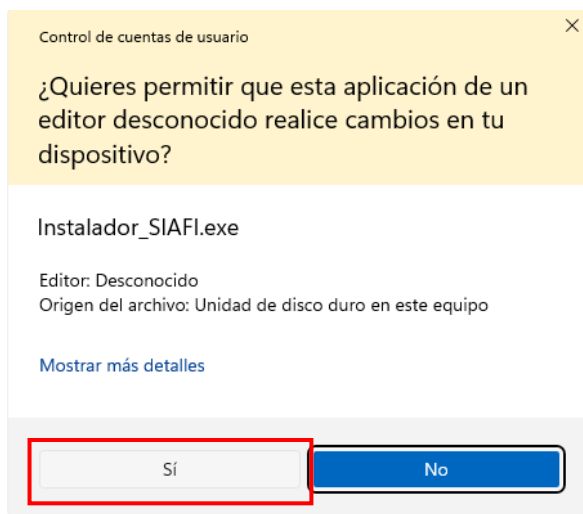 Control de cuentas de usuario
¿Quieres permitir que esta aplicación de un
editor desconocido realice cambios en tu
dispositivo?
Instalador_SIAFI.exe
Editor: Desconocido
Origen del archivo: Unidad de disco duro en este equipo
Mostrar más detalles
Sí
No